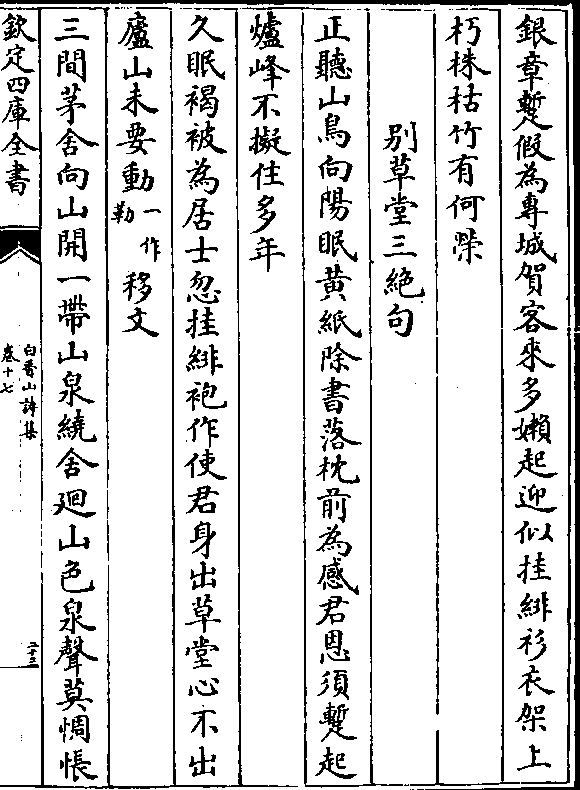 銀章蹔假為專城賀客來多嬾起迎似挂緋衫衣架上
朽株枯竹有何榮
別草堂三絶句
正聽山鳥向陽眠黄紙除書落枕前為感君恩須蹔起
爐峰不擬住多年
久眠褐被為居士忽挂緋袍作使君身出草堂心不出
廬山未要動一作勒移文
三間茅舍向山開一帶山泉繞舍廻山色泉聲莫惆悵
欽定四庫全書
白香山詩集
卷十七
二十三